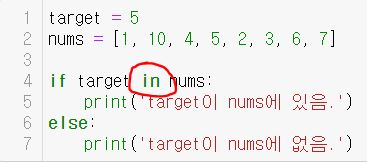 1 target = 5
2 nums = [1, 10, 4, 5, 2, 3, 6, 7]
3
4 if target in nums:
5     print('target이 nums에 있음.')
6 else:
7     print('target이 nums에 없음.')